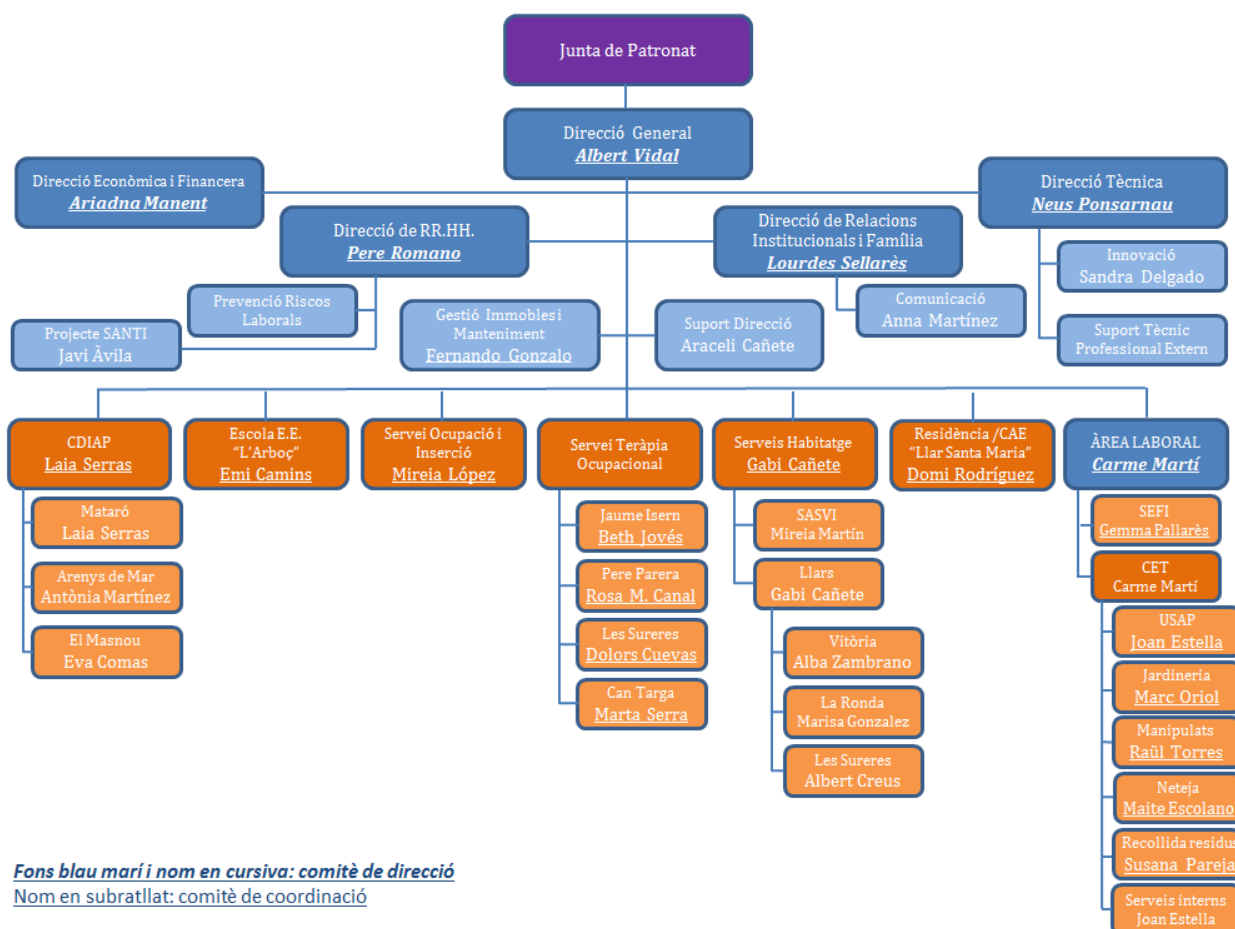 Junta de Patronat
Direcció General
Albert Vidal
Direcció Econòmica i Financera
Ariadna Manent
Direcció Tècnica
Neus Ponsarnau
Direcció de RR.HH.
Pere Romano
Direcció de Relacions
Institucionals i Família
Lourdes Sellarès
Innovació
Sandra Delgado
Prevenció Riscos
Laborals
Comunicació
Anna Martínez
Gestió Immobles i
Manteniment
Fernando Gonzalo
Suport Direcció
Araceli Cañete
Projecte SANTI
Javi Àvila
Suport Tècnic
Professional Extern
CDIAP
Laia Serras
Escola E.E.
“L’Arboç”
Emi Camins
Servei Ocupació i
Inserció
Mireia López
Servei Teràpia
Ocupacional
Serveis Habitatge
Gabi Cañete
Residència /CAE
“Llar Santa Maria”
Domi Rodríguez
ÀREA LABORAL
Carme Martí
Mataró
Laia Serras
Arenys de Mar
Antònia Martínez
El Masnou
Eva Comas
Jaume Isern
Beth Jovés
Pere Parera
Rosa M. Canal
Les Sureres
Dolors Cuevas
Can Targa
Marta Serra
SASVI
Mireia Martín
Llars
Gabi Cañete
Vitòria
Alba Zambrano
La Ronda
Marisa Gonzalez
Les Sureres
Albert Creus
SEFI
Gemma Pallarès
CET
Carme Martí
USAP
Joan Estella
Jardineria
Marc Oriol
Manipulats
Raül Torres
Neteja
Maite Escolano
Recollida residus
Susana Pareja
Serveis interns
Joan Estella
Fons blau marí i nom en cursiva: comitè de direcció
Nom en subratllat: comitè de coordinació